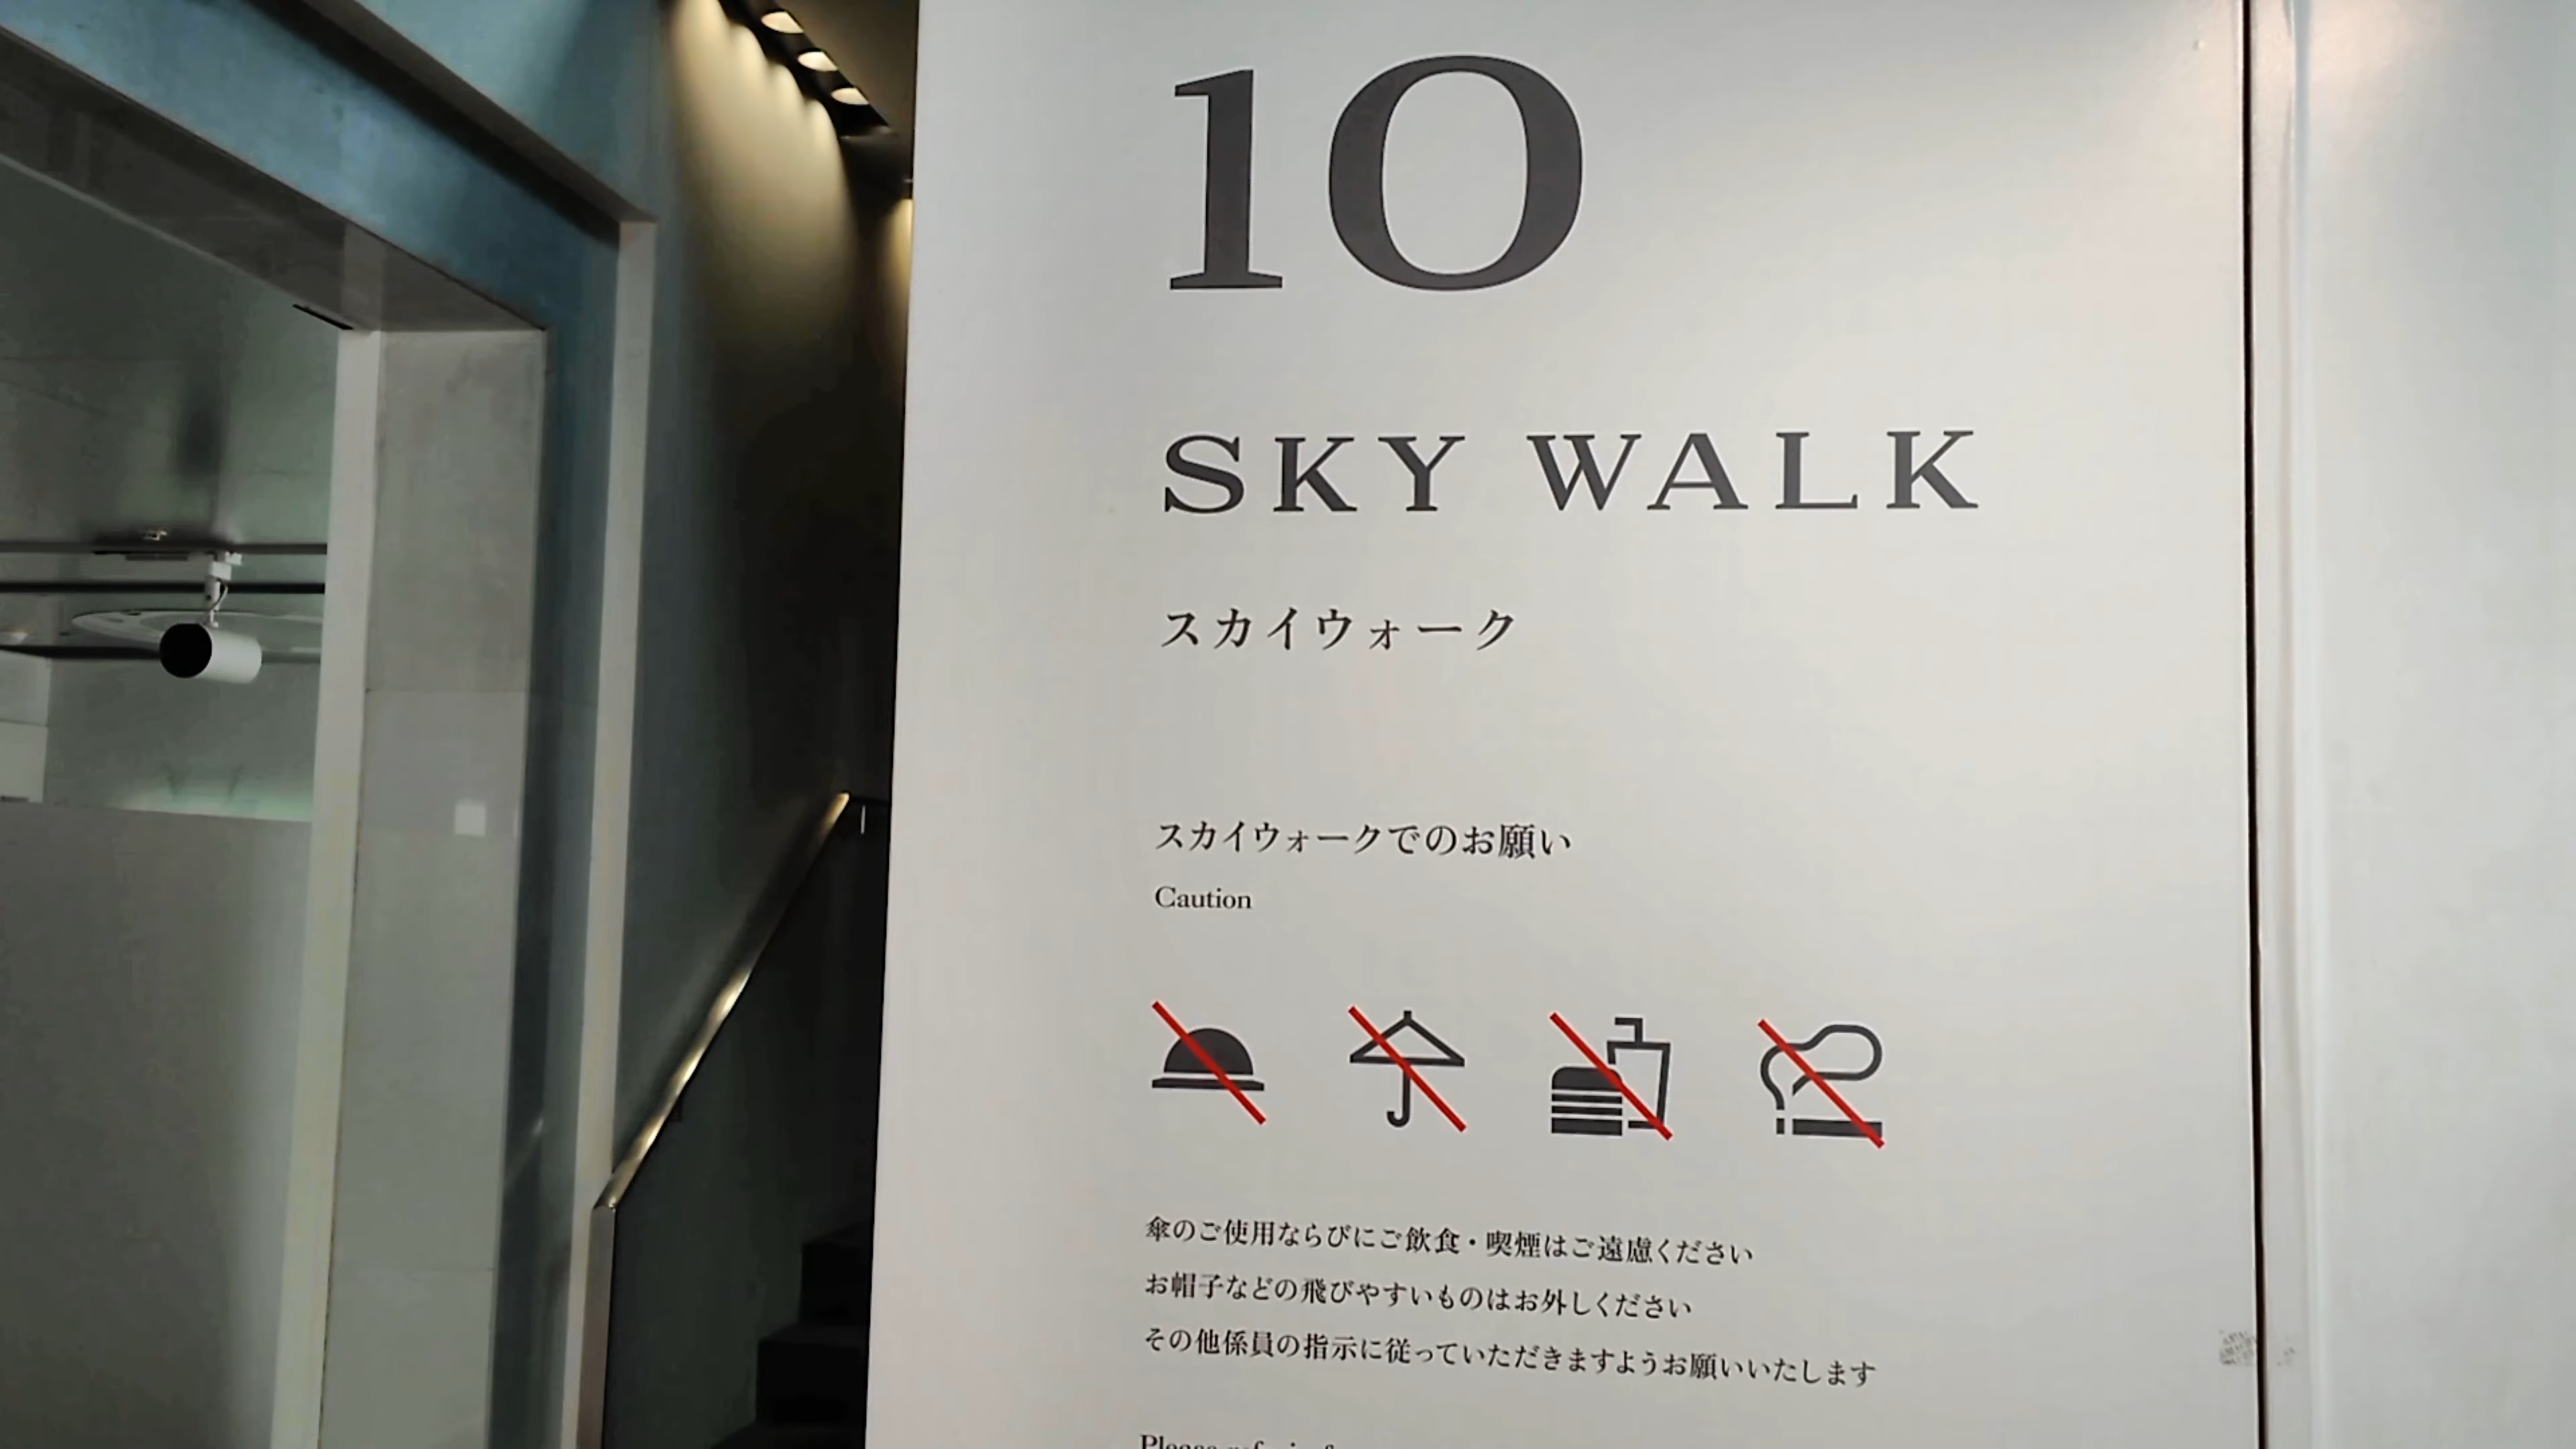 10
SKY WALK
スカイウォーク
スカイウォークでのお願い
Caution
傘のご使用ならびにご飲食・喫煙はご遠慮ください
お帽子などの飛びやすいものはお外しください
その他係員の指示に従っていただきますようお願いいたします
Please